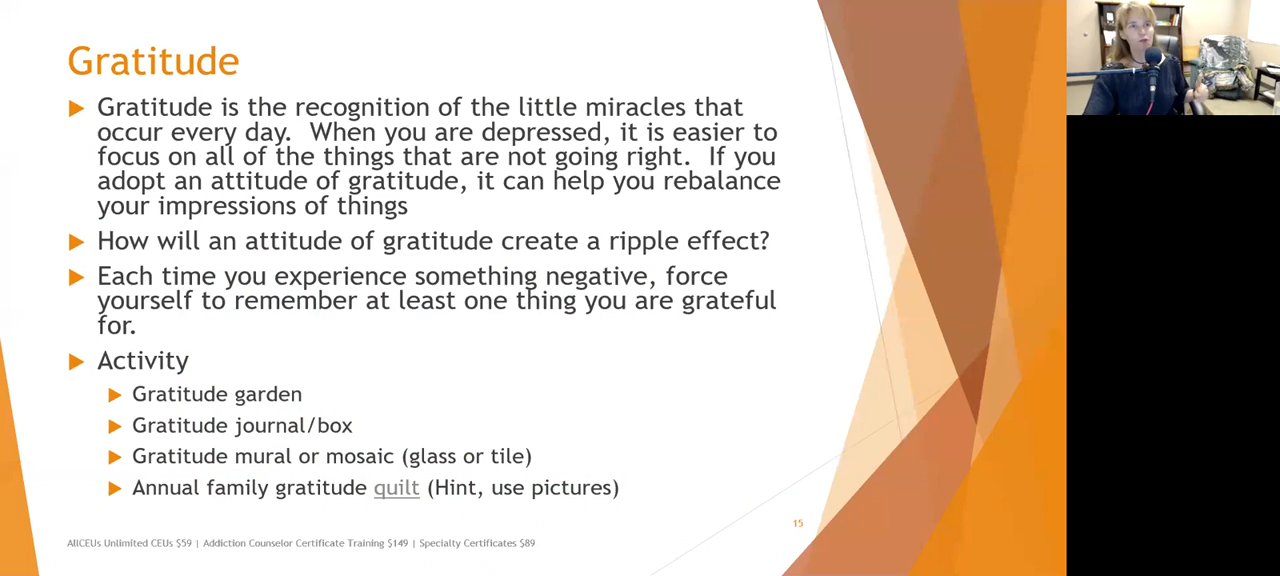 Gratitude
Gratitude is the recognition of the little miracles that
occur every day.  When you are depressed, it is easier to
focus on all of the things that are not going right.  If you
adopt an attitude of gratitude, it can help you rebalance
your impressions of things
How will an attitude of gratitude create a ripple effect?
Each time you experience something negative, force
yourself to remember at least one thing you are grateful
for.
Activity
Gratitude garden
Gratitude journal/box
Gratitude mural or mosaic (glass or tile)
Annual family gratitude quilt (Hint, use pictures)
15
AllCEUs Unlimited CEUs $59 | Addiction Counselor Certificate Training $149 | Specialty Certificates $89